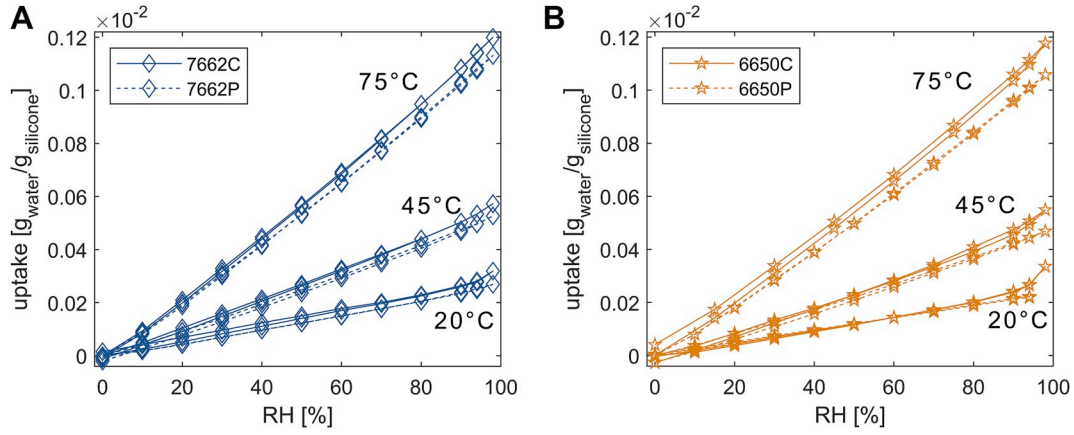 A
×10⁻²
0.12
0.1
0.08
0.06
0.04
0.02
0
uptake [g_water/g_silicone]
7662C
7662P
75°C
45°C
20°C
0 20 40 60 80 100
RH [%]
B
×10⁻²
0.12
0.1
0.08
0.06
0.04
0.02
0
uptake [g_water/g_silicone]
6650C
6650P
75°C
45°C
20°C
0 20 40 60 80 100
RH [%]